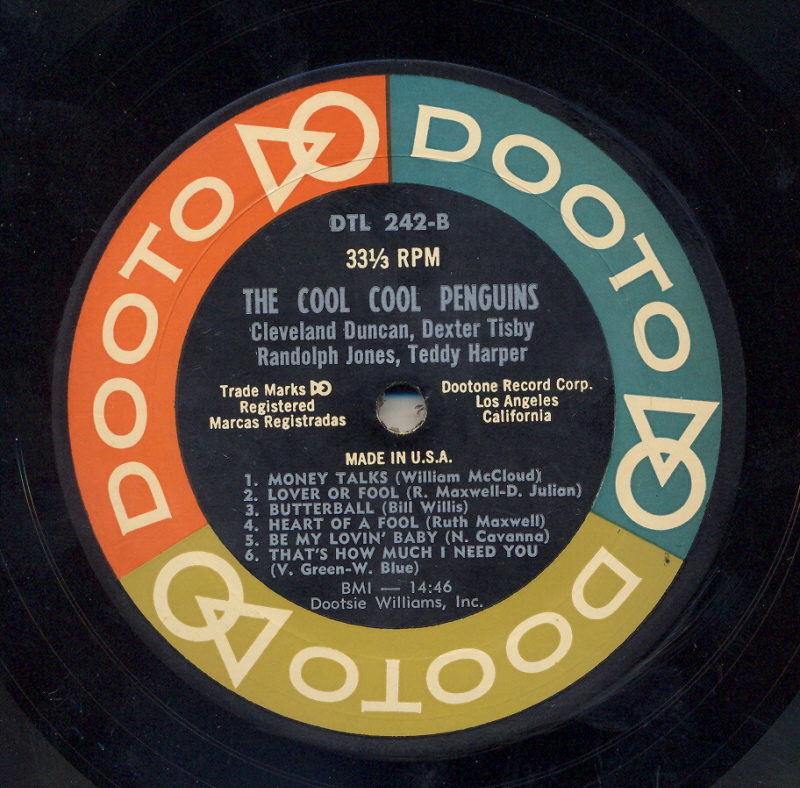 DOOTO DOOTO DOOTO
DTL 242-B
33⅓ RPM
THE COOL COOL PENGUINS
Cleveland Duncan, Dexter Tisby
Randolph Jones, Teddy Harper
Trade Marks DO
Registered
Marcas Registradas
Dootone Record Corp.
Los Angeles
California
MADE IN U.S.A.
1. MONEY TALKS (William McCloud)
2. LOVER OR FOOL (R. Maxwell-D. Julian)
3. BUTTERBALL (Bill Willis)
4. HEART OF A FOOL (Ruth Maxwell)
5. BE MY LOVIN' BABY (N. Cavanna)
6. THAT'S HOW MUCH I NEED YOU
(V. Green-W. Blue)
BMI — 14:46
Dootsie Williams, Inc.